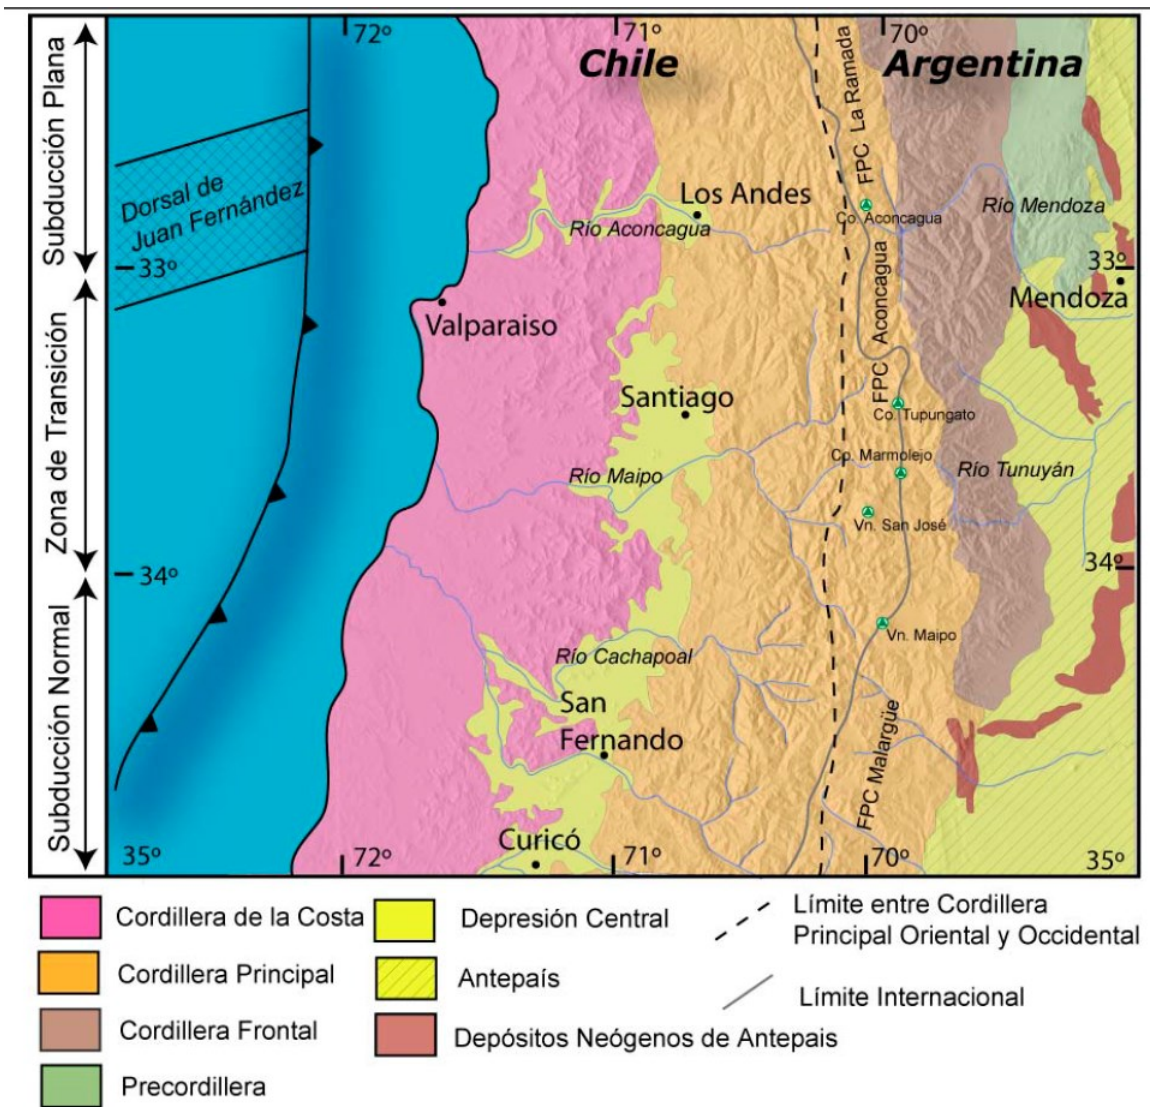 72º
71º
70º
Chile
Argentina
Subducción Plana
Zona de Transición
Subducción Normal
Dorsal de
Juan Fernández
FPC La Ramada
Los Andes
Río Aconcagua
Co. Aconcagua
Río Mendoza
33º
33º
Mendoza
Valparaiso
FPC Aconcagua
Santiago
Co. Tupungato
Co. Marmolejo
Río Maipo
Río Tunuyán
Vn. San José
34º
34º
Vn. Maipo
Río Cachapoal
San
Fernando
FPC Malargüe
Curicó
35º
72º
71º
70º
35º
Cordillera de la Costa
Cordillera Principal
Cordillera Frontal
Precordillera
Depresión Central
Antepaís
Depósitos Neógenos de Antepais
Límite entre Cordillera
Principal Oriental y Occidental
Límite Internacional